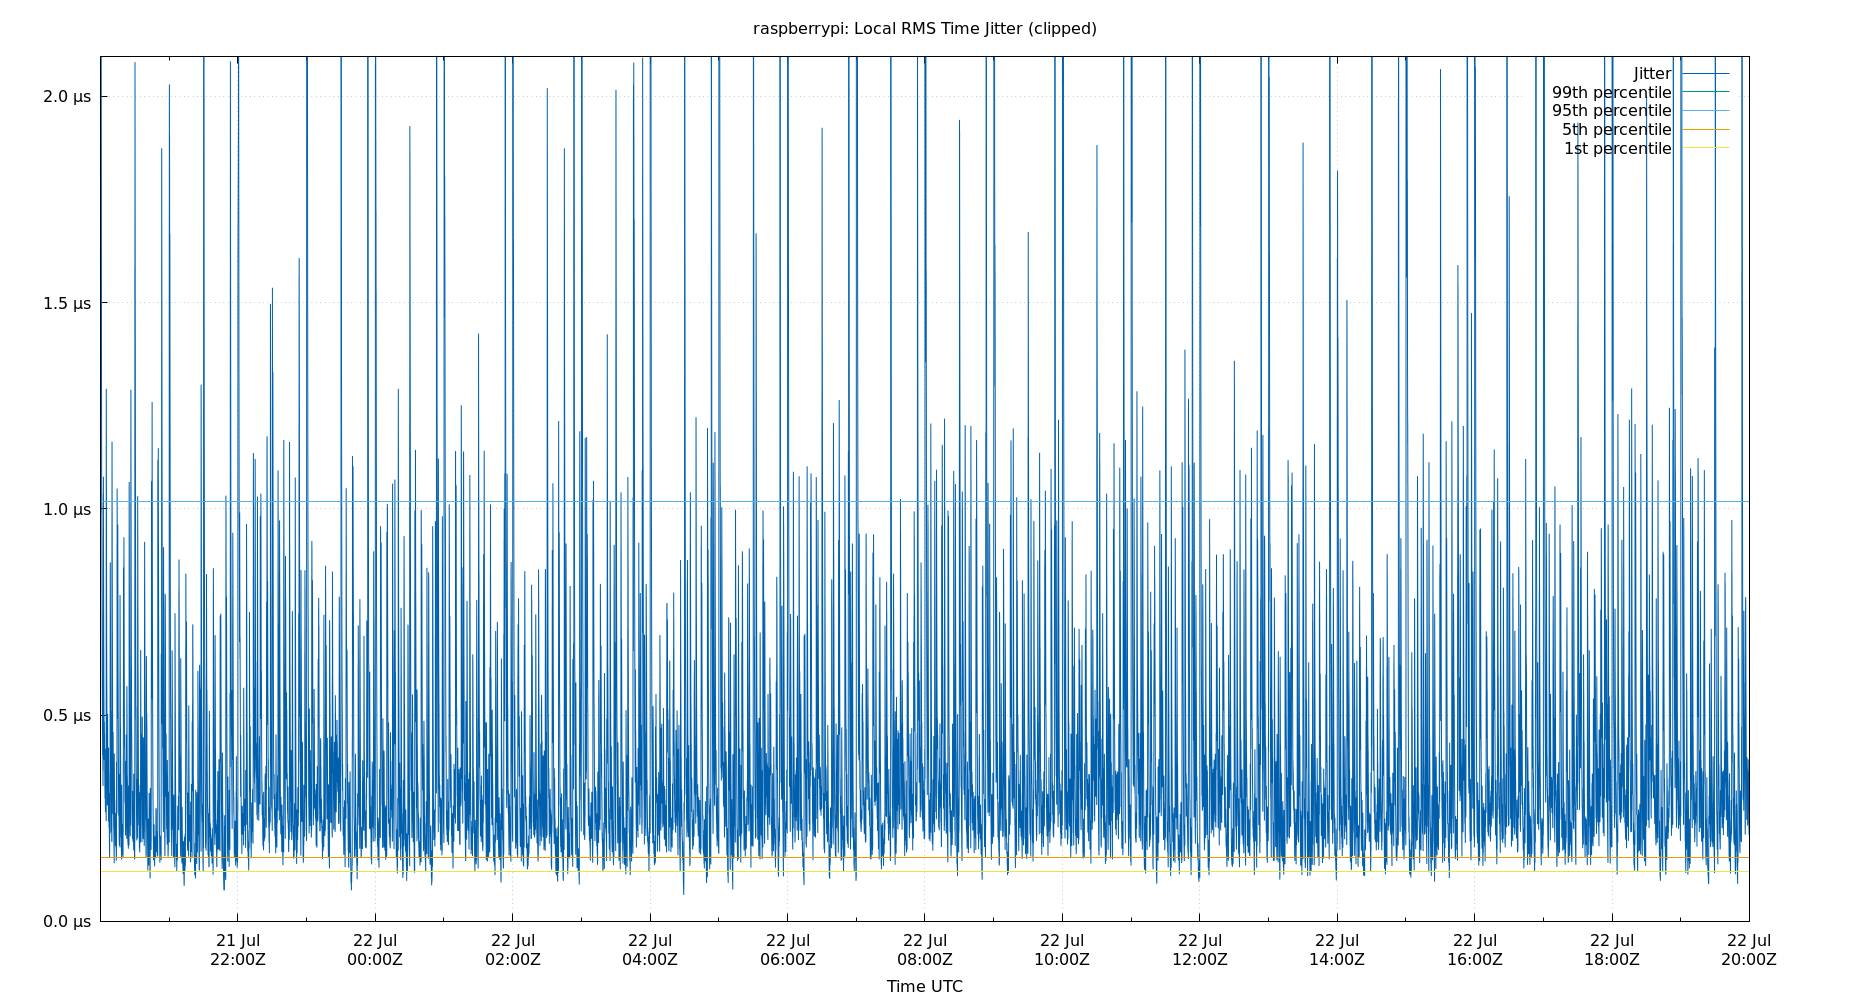 raspberrypi: Local RMS Time Jitter (clipped)
Jitter
99th percentile
95th percentile
5th percentile
1st percentile
2.0 µs
1.5 µs
1.0 µs
0.5 µs
0.0 µs
21 Jul 22 Jul 22 Jul 22 Jul 22 Jul 22 Jul 22 Jul 22 Jul 22 Jul 22 Jul 22 Jul 22 Jul
22:00Z 00:00Z 02:00Z 04:00Z 06:00Z 08:00Z 10:00Z 12:00Z 14:00Z 16:00Z 18:00Z 20:00Z
Time UTC